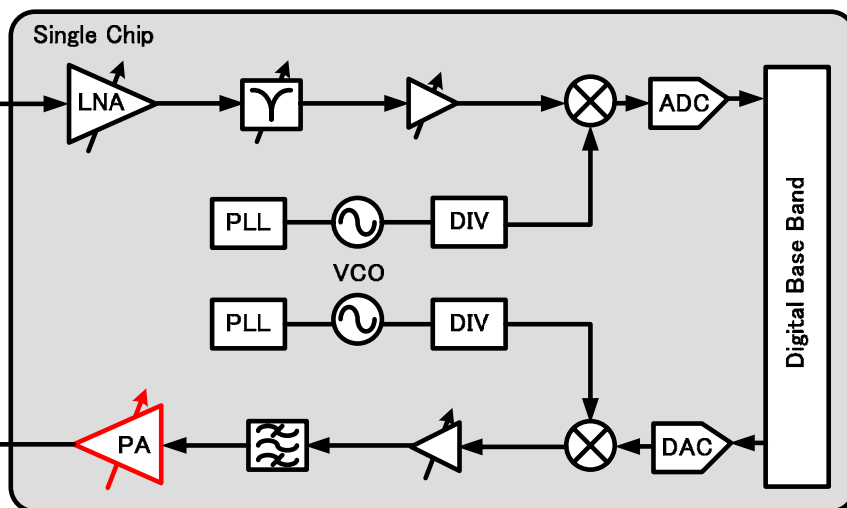 Single Chip
LNA
ADC
PLL
DIV
VCO
PLL
DIV
Digital Base Band
PA
DAC